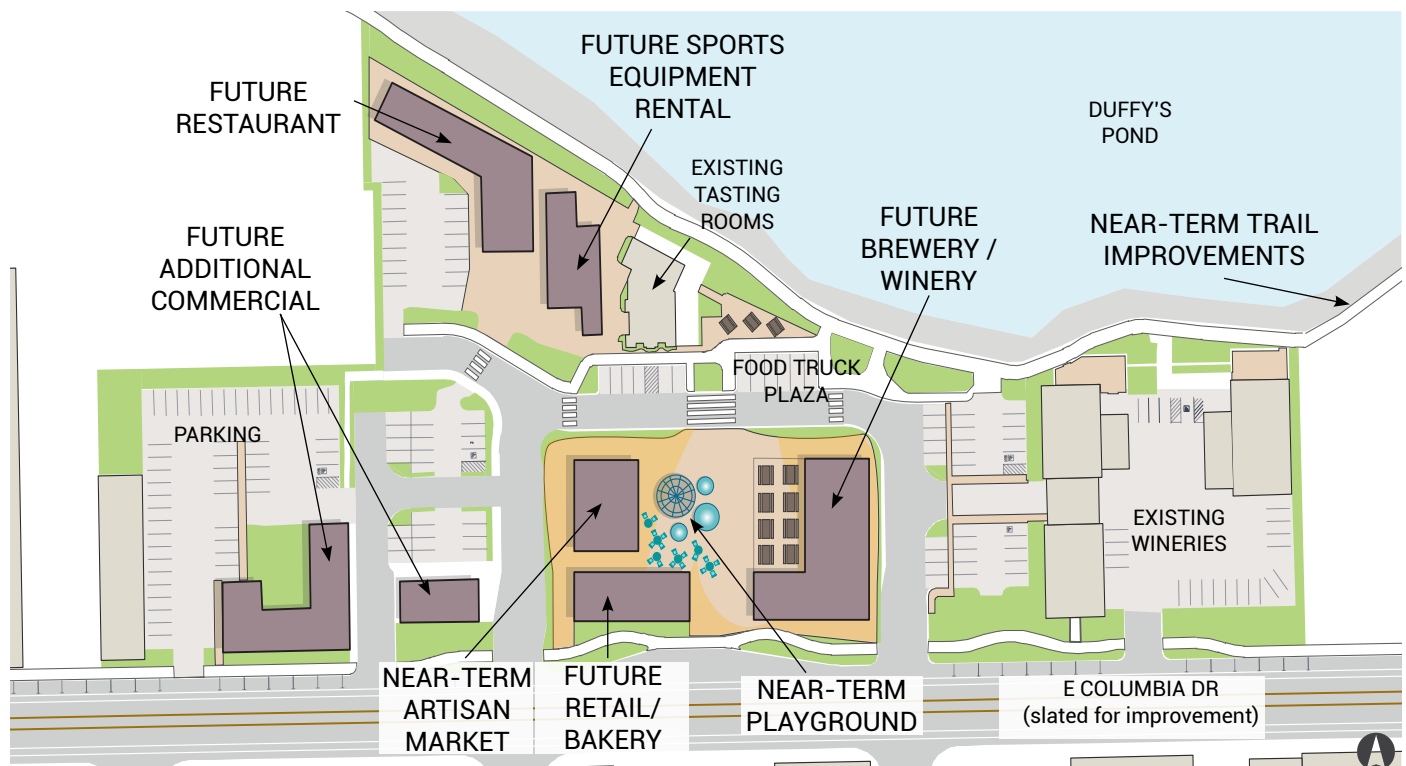 FUTURE SPORTS
EQUIPMENT
RENTAL
FUTURE
RESTAURANT
DUFFY'S
POND
EXISTING
TASTING
ROOMS
FUTURE
BREWERY /
WINERY
NEAR-TERM TRAIL
IMPROVEMENTS
FUTURE
ADDITIONAL
COMMERCIAL
FOOD TRUCK
PLAZA
PARKING
EXISTING
WINERIES
NEAR-TERM
ARTISAN
MARKET
FUTURE
RETAIL/
BAKERY
NEAR-TERM
PLAYGROUND
E COLUMBIA DR
(slated for improvement)